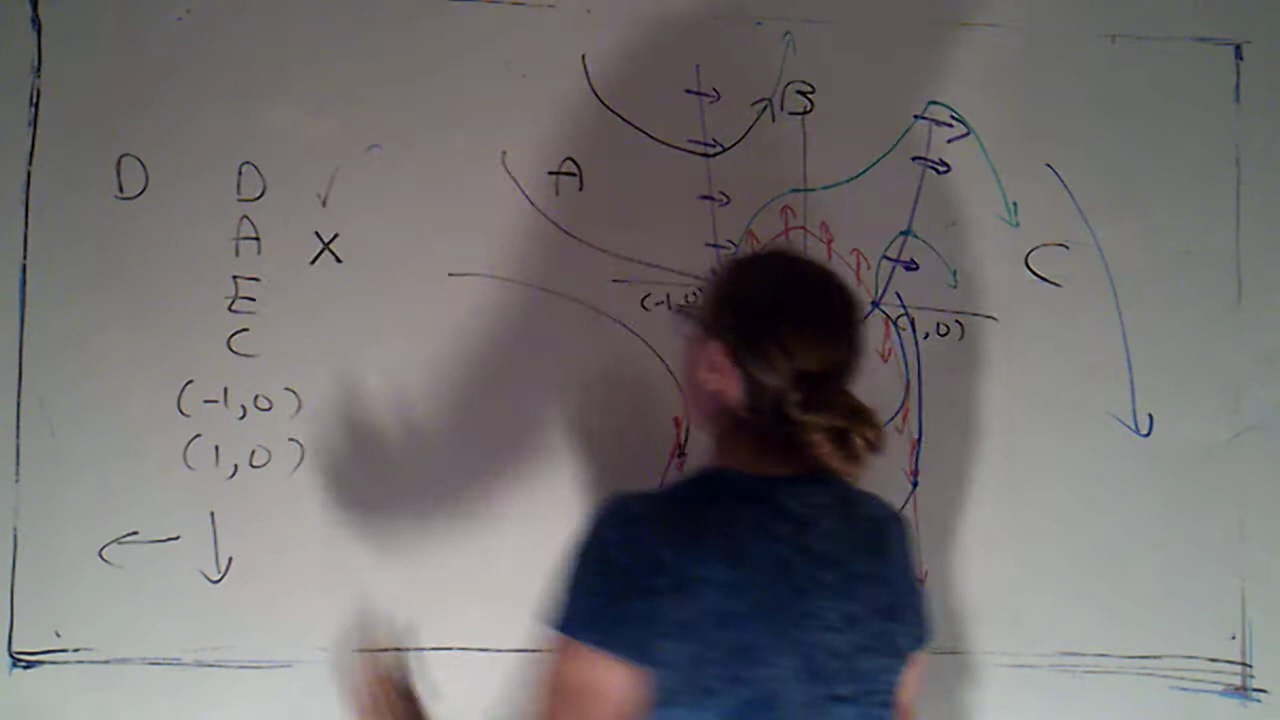 B
D D A
A X C
E
C
(-1,0) (1,0)
(-1,0)
(1,0)